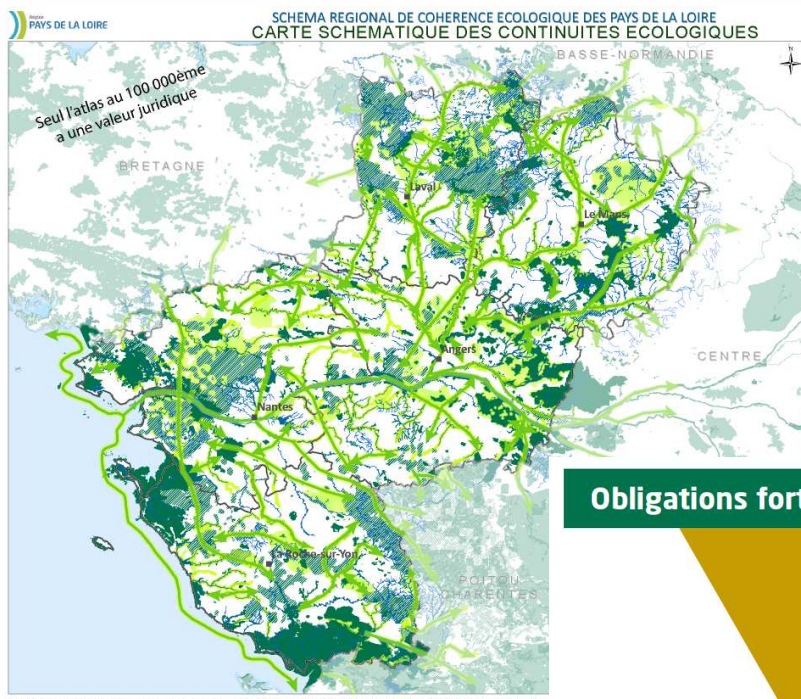 Région
PAYS DE LA LOIRE
SCHEMA REGIONAL DE COHERENCE ECOLOGIQUE DES PAYS DE LA LOIRE
CARTE SCHEMATIQUE DES CONTINUITES ECOLOGIQUES
BASSE-NORMANDIE
N
Seul l'atlas au 100 000ème
a une valeur juridique
BRETAGNE
Laval
Le Mans
Angers
CENTRE
Nantes
Obligations fort
La Roche-sur-Yon
POITOU
CHARENTES